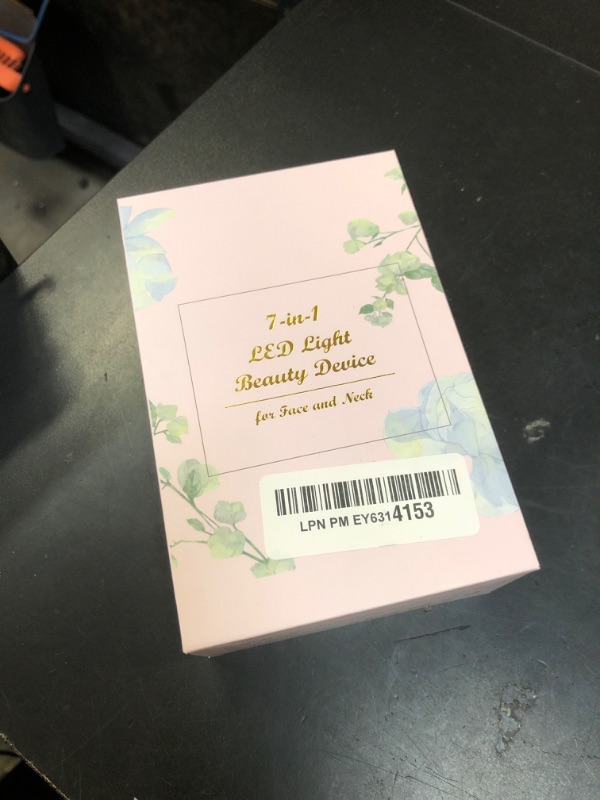 7-in-1
LED Light
Beauty Device
for Face and Neck
LPN PM EY6314153